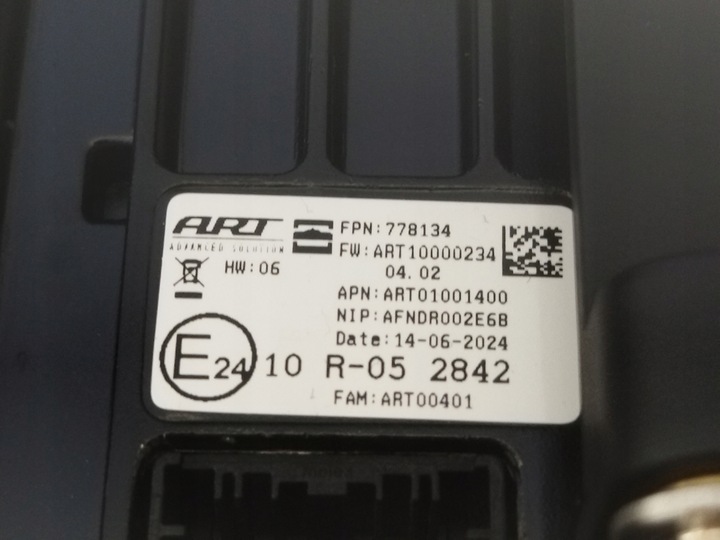 ART
ADVANCED SOLUTION
FPN:778134
FW:ART10000234
04.02
HW:06
APN:ART01001400
NIP:AFNDR002E6B
Date:14-06-2024
E24 10 R-05 2842
FAM:ART00401